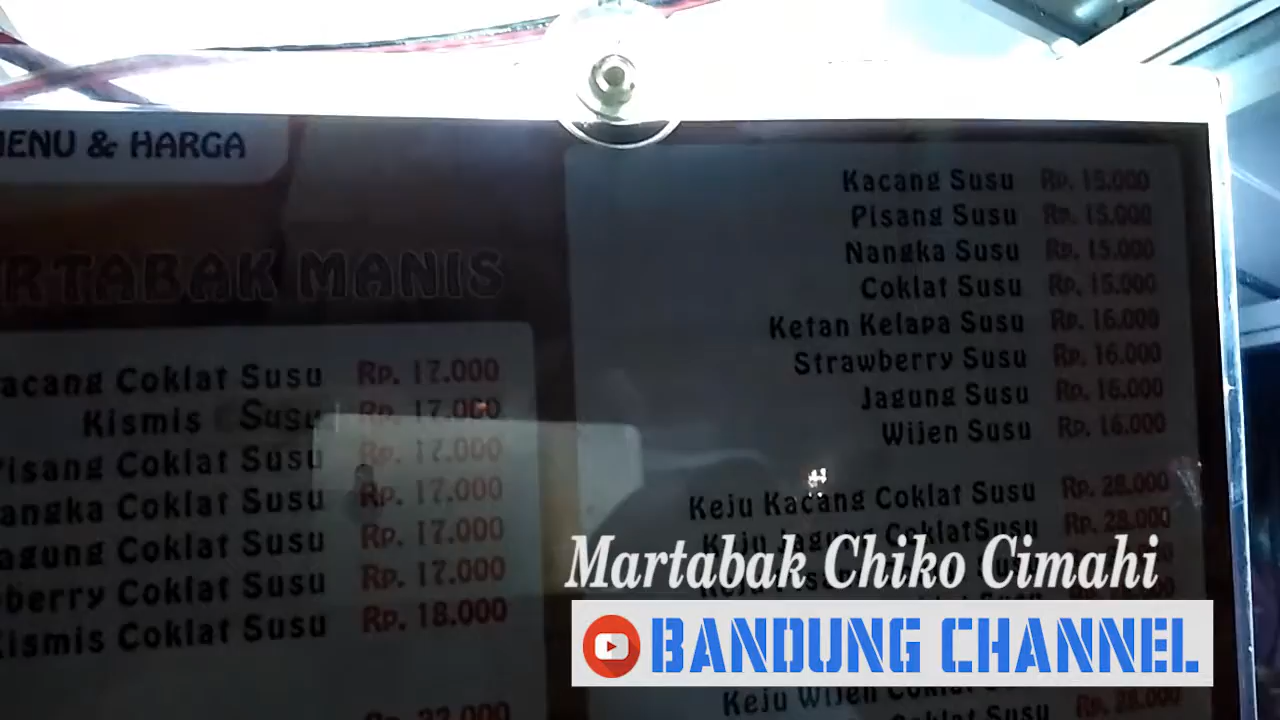 MENU & HARGA
MARTABAK MANIS
Kacang Coklat Susu Rp. 17.000
Kismis Susu Rp. 17.000
Pisang Coklat Susu Rp. 17.000
Nangka Coklat Susu Rp. 17.000
Jagung Coklat Susu Rp. 17.000
berry Coklat Susu Rp. 17.000
Kismis Coklat Susu Rp. 18.000
Kacang Susu Rp. 15.000
Pisang Susu Rp. 15.000
Nangka Susu Rp. 15.000
Coklat Susu Rp. 15.000
Ketan Kelapa Susu Rp. 16.000
Strawberry Susu Rp. 16.000
Jagung Susu Rp. 16.000
Wijen Susu Rp. 16.000
Keju Kacang Coklat Susu Rp. 28.000
Keju Jagung CoklatSusu Rp. 28.000
Martabak Chiko Cimahi
BANDUNG CHANNEL
Keju Wijen Coklat Rp. 28.000